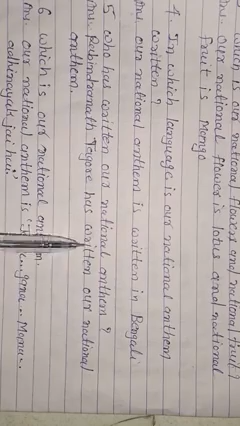 which is our national flower and national fruit?
Ans. Our national flower is lotus and national
fruit is Mango
4. In which language is our national anthem
written?
Ans. our national anthem is written in Bengali
5 who has written our national anthem?
Ans. Rabindranath Tagore has written our national
anthem.
6 which is our national
Ans. our national anthem is gana.. Manu..
adhinayak jai hai.